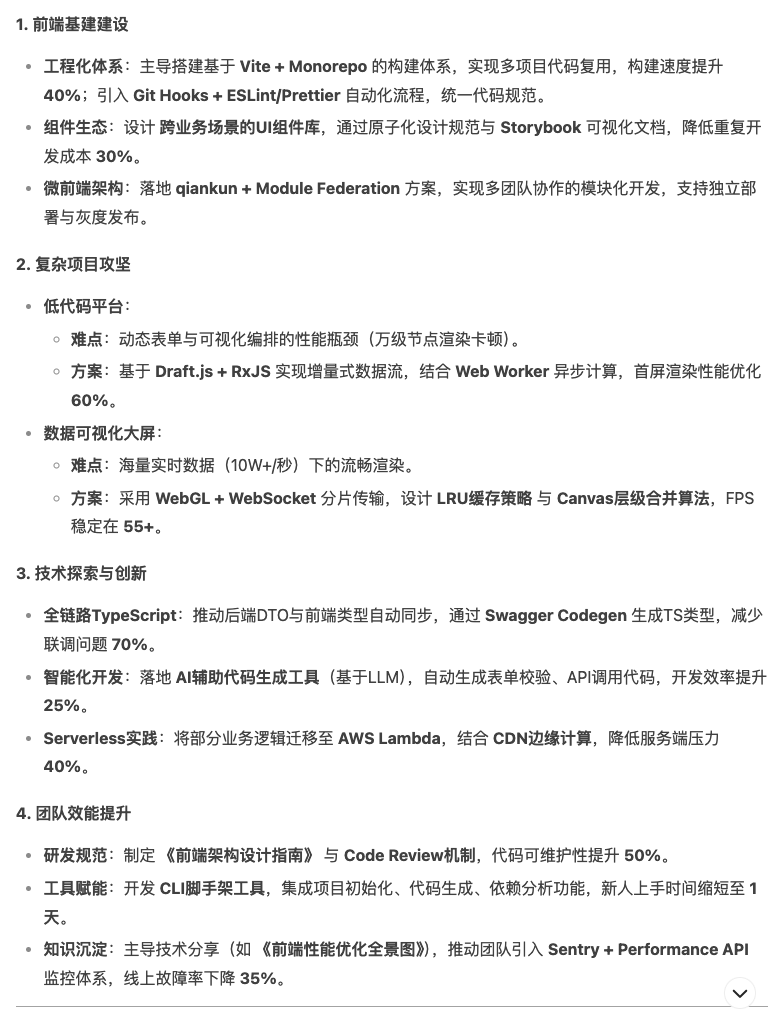 1. 前端基建建设
工程化体系：主导搭建基于 Vite + Monorepo 的构建体系，实现多项目代码复用，构建速度提升
40%；引入 Git Hooks + ESLint/Prettier 自动化流程，统一代码规范。
组件生态：设计 跨业务场景的UI组件库，通过原子化设计规范与 Storybook 可视化文档，降低重复开
发成本 30%。
微前端架构：落地 qiankun + Module Federation 方案，实现多团队协作的模块化开发，支持独立部
署与灰度发布。
2. 复杂项目攻坚
低代码平台：
难点：动态表单与可视化编排的性能瓶颈（万级节点渲染卡顿）。
方案：基于 Draft.js + RxJS 实现增量式数据流，结合 Web Worker 异步计算，首屏渲染性能优化
60%。
数据可视化大屏：
难点：海量实时数据（10W+/秒）下的流畅渲染。
方案：采用 WebGL + WebSocket 分片传输，设计 LRU缓存策略 与 Canvas层级合并算法，FPS
稳定在 55+。
3. 技术探索与创新
全链路TypeScript：推动后端DTO与前端类型自动同步，通过 Swagger Codegen 生成TS类型，减少
联调问题 70%。
智能化开发：落地 AI辅助代码生成工具（基于LLM），自动生成表单校验、API调用代码，开发效率提升
25%。
Serverless实践：将部分业务逻辑迁移至 AWS Lambda，结合 CDN边缘计算，降低服务端压力
40%。
4. 团队效能提升
研发规范：制定 《前端架构设计指南》 与 Code Review机制，代码可维护性提升 50%。
工具赋能：开发 CLI脚手架工具，集成项目初始化、代码生成、依赖分析功能，新人上手时间缩短至 1
天。
知识沉淀：主导技术分享（如 《前端性能优化全景图》），推动团队引入 Sentry + Performance API
监控体系，线上故障率下降 35%。